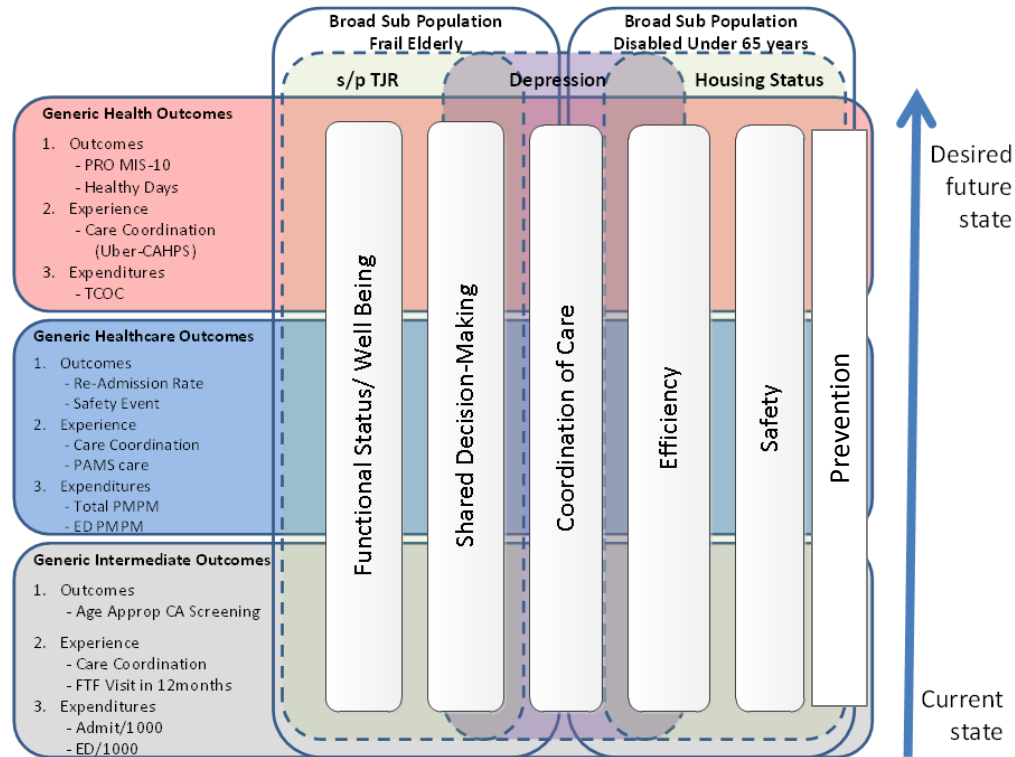 Broad Sub Population
Frail Elderly
Broad Sub Population
Disabled Under 65 years
s/p TJR
Depression
Housing Status
Generic Health Outcomes
1. Outcomes
- PRO MIS-10
- Healthy Days
2. Experience
- Care Coordination
(Uber-CAHPS)
3. Expenditures
- TCOC
Generic Healthcare Outcomes
1. Outcomes
- Re-Admission Rate
- Safety Event
2. Experience
- Care Coordination
- PAMS care
3. Expenditures
- Total PMPM
- ED PMPM
Generic Intermediate Outcomes
1. Outcomes
- Age Approp CA Screening
2. Experience
- Care Coordination
- FTF Visit in 12months
3. Expenditures
- Admit/1000
- ED/1000
Functional Status/ Well Being
Shared Decision-Making
Coordination of Care
Efficiency
Safety
Prevention
Desired
future
state
Current
state